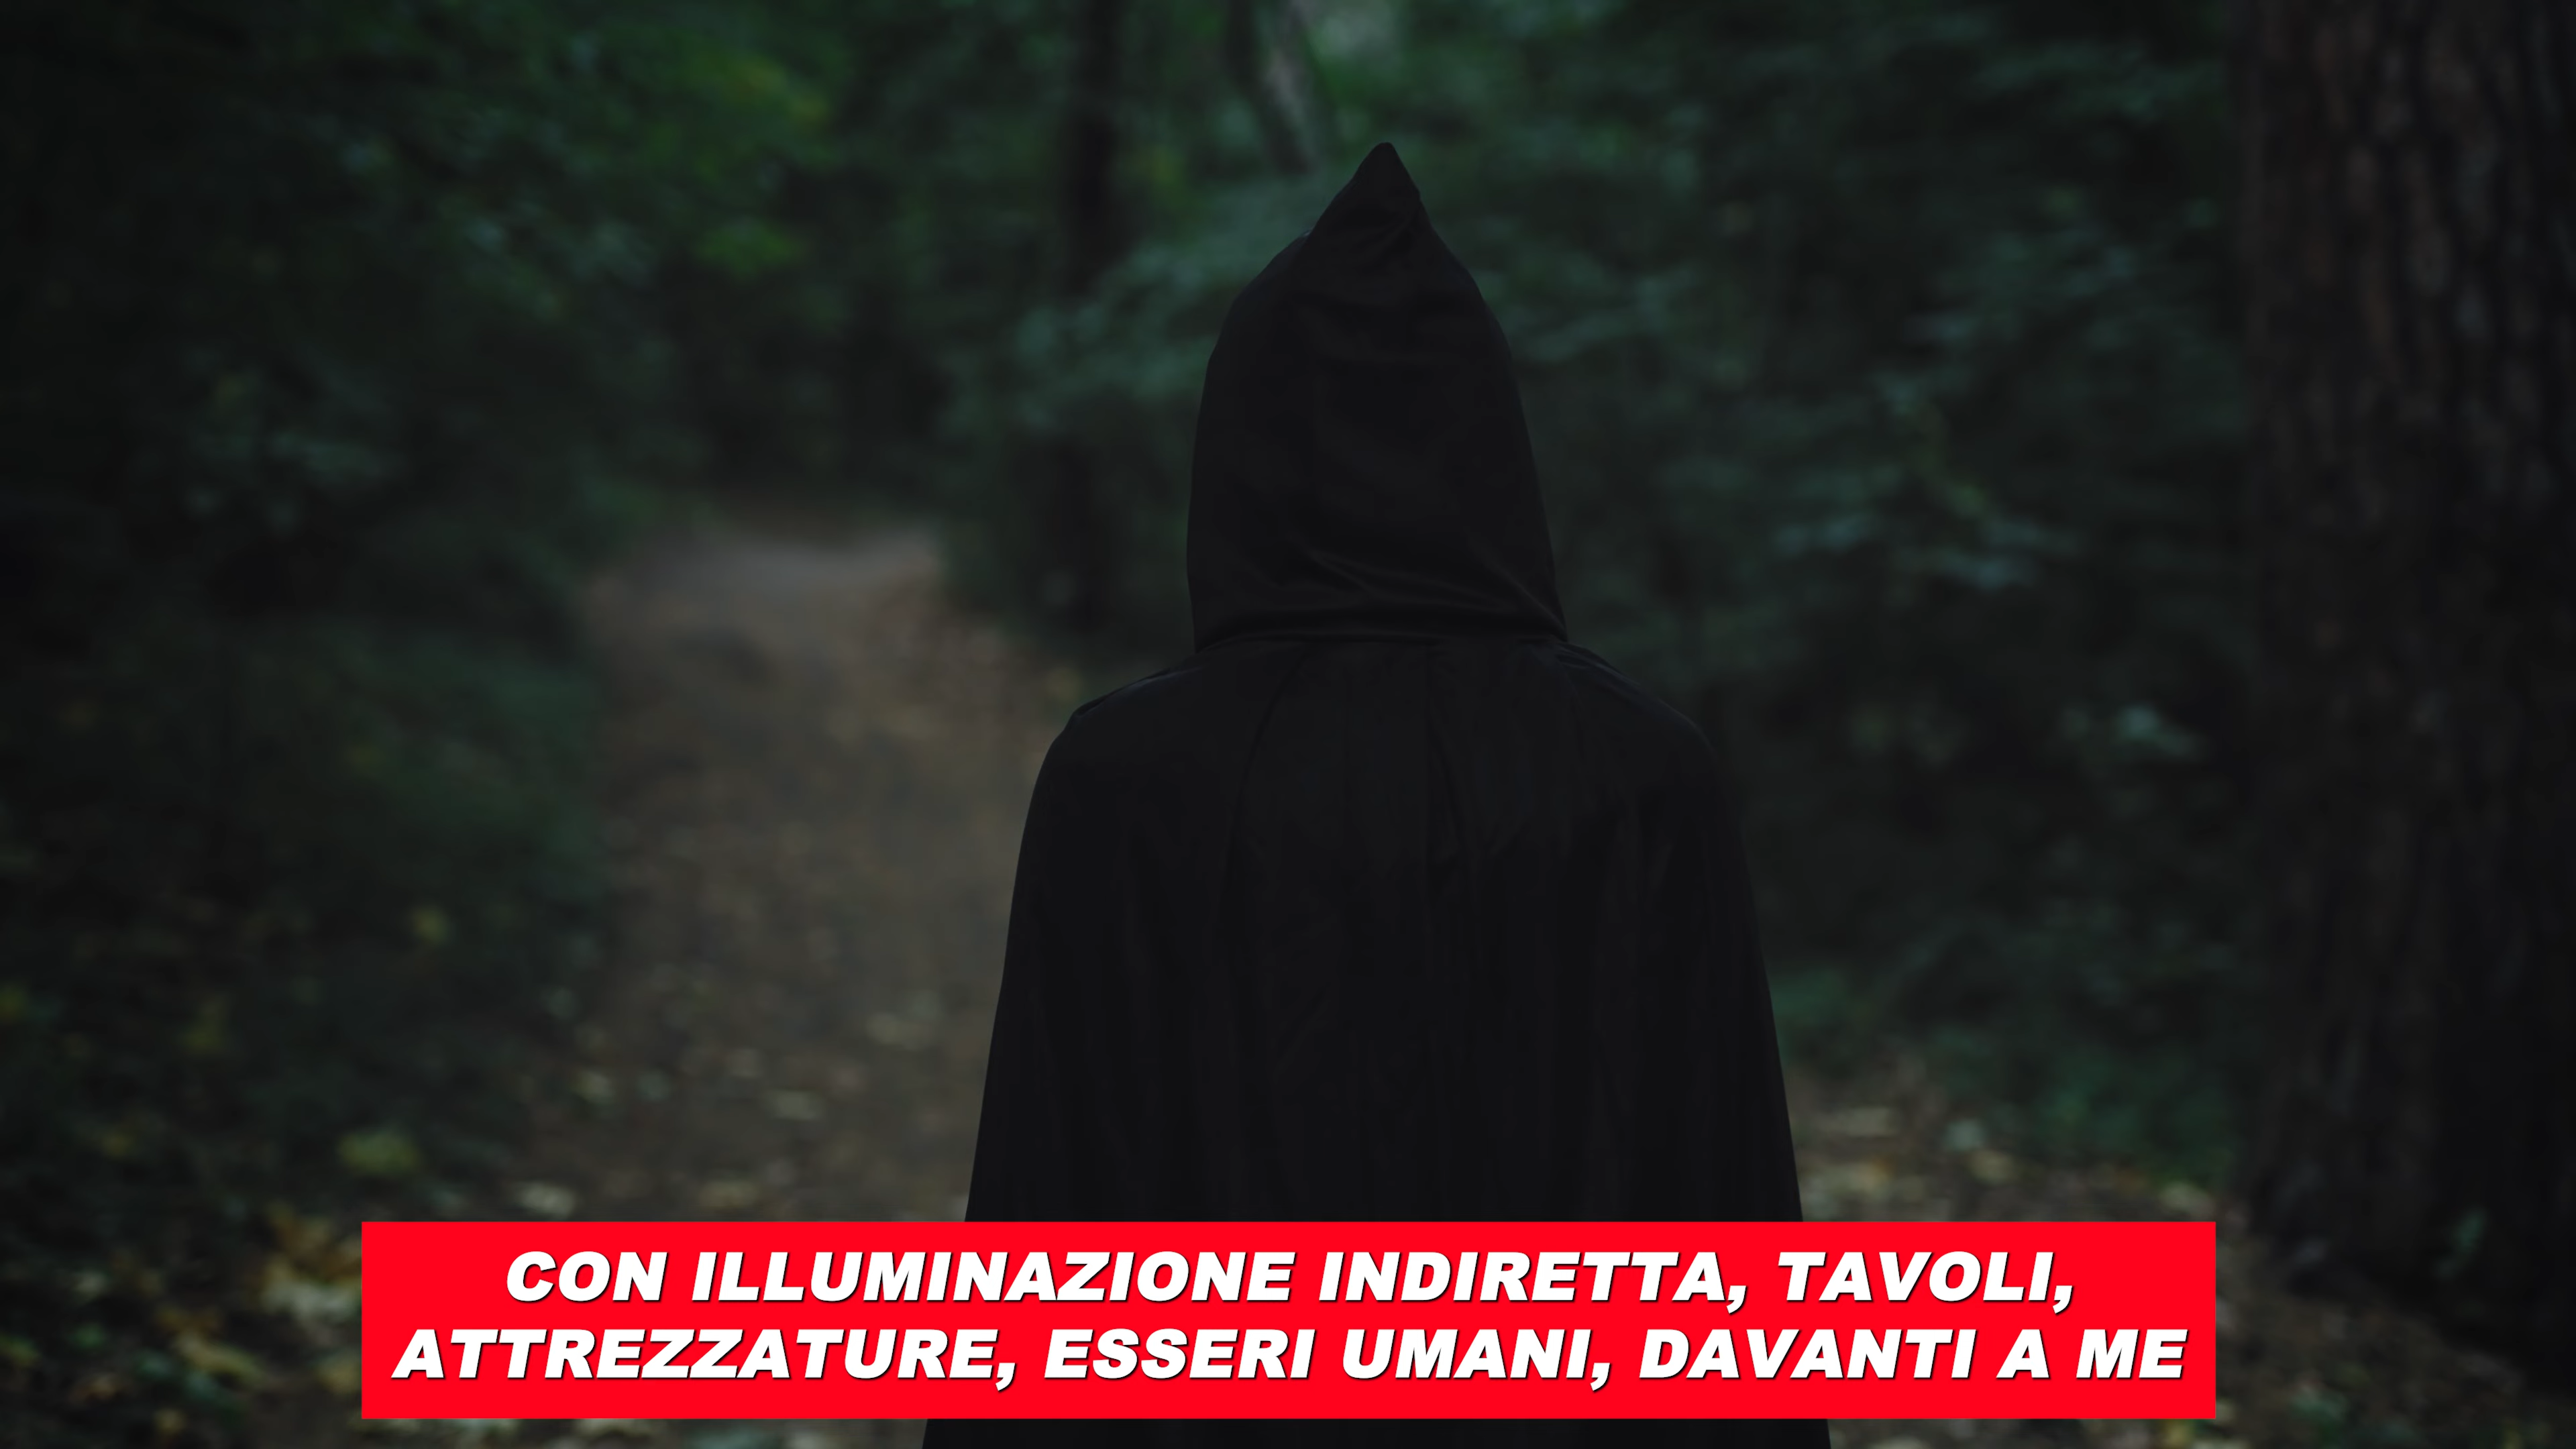 CON ILLUMINAZIONE INDIRETTA, TAVOLI,
ATTREZZATURE, ESSERI UMANI, DAVANTI A ME